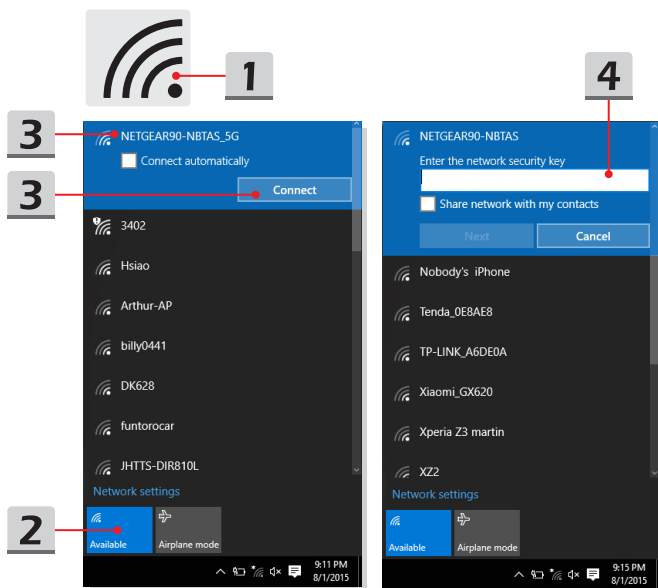 1
3
NETGEAR90-NBTAS_5G
Connect automatically
3
Connect
3402
Hsiao
Arthur-AP
billy0441
DK628
funtorocar
JHTTS-DIR810L
Network settings
2
Available
Airplane mode
9:11 PM
8/1/2015
4
NETGEAR90-NBTAS
Enter the network security key
Share network with my contacts
Next
Cancel
Nobody's iPhone
Tenda_0E8AE8
TP-LINK_A6DE0A
Xiaomi_GX620
Xperia Z3 martin
XZ2
Network settings
Available
Airplane mode
9:15 PM
8/1/2015